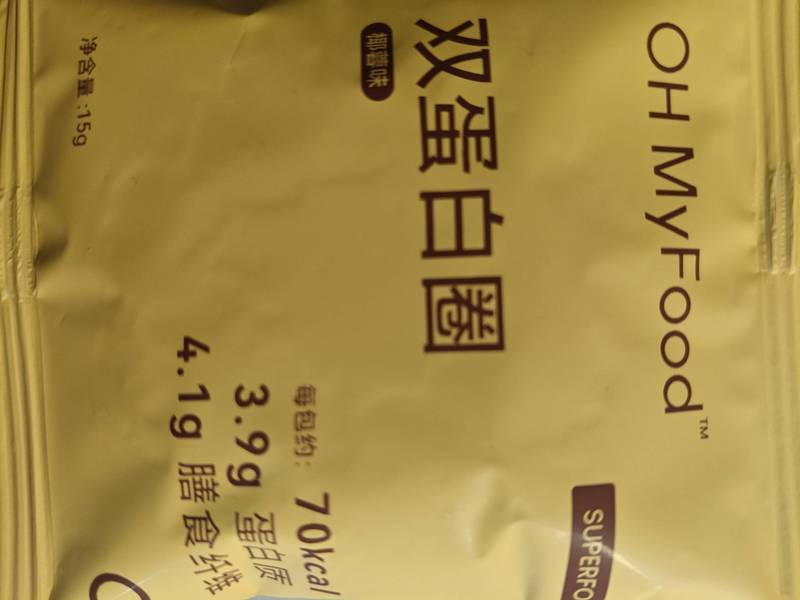 OH MyFood™
SUPERFO
双蛋白圈
椰蓉味
每包约: 70kcal
3.9g 蛋白质
4.1g 膳食纤维
净含量:15g